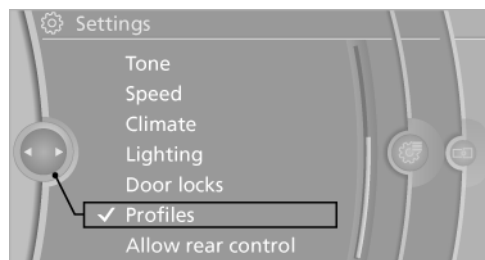 Settings
Tone
Speed
Climate
Lighting
Door locks
Profiles
Allow rear control